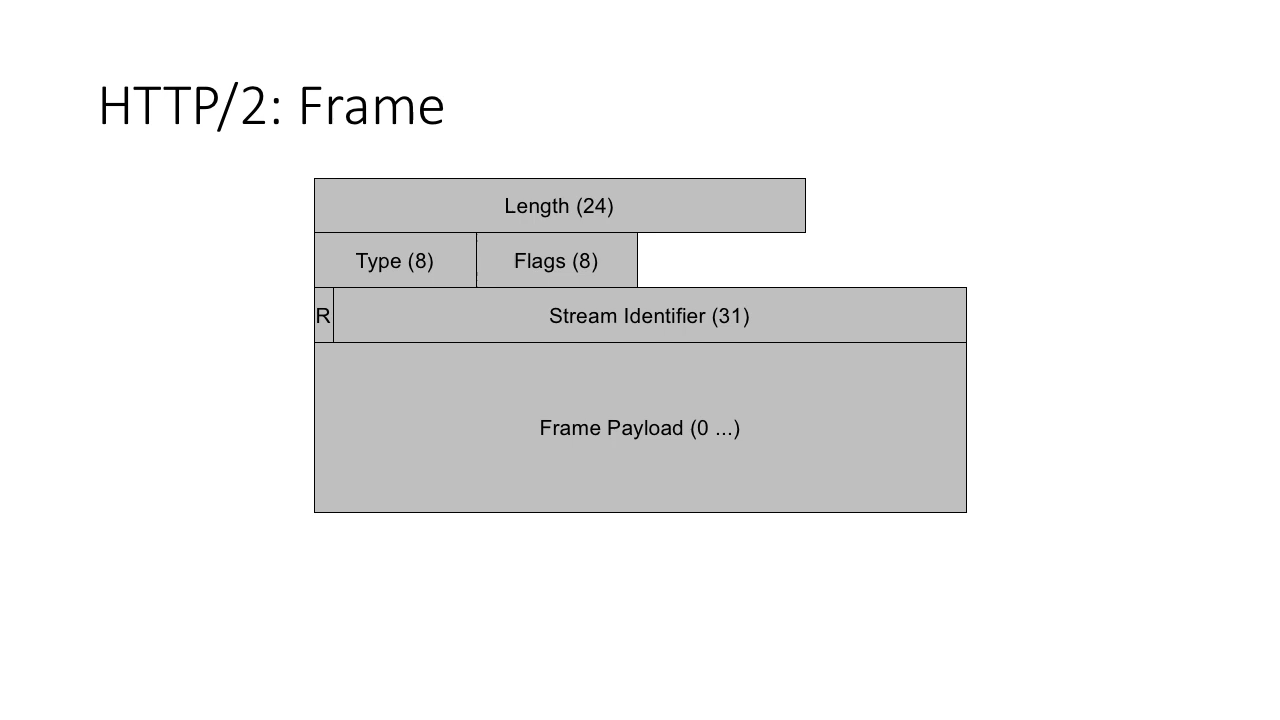 HTTP/2: Frame
Length (24)
Type (8) Flags (8)
R Stream Identifier (31)
Frame Payload (0 ...)